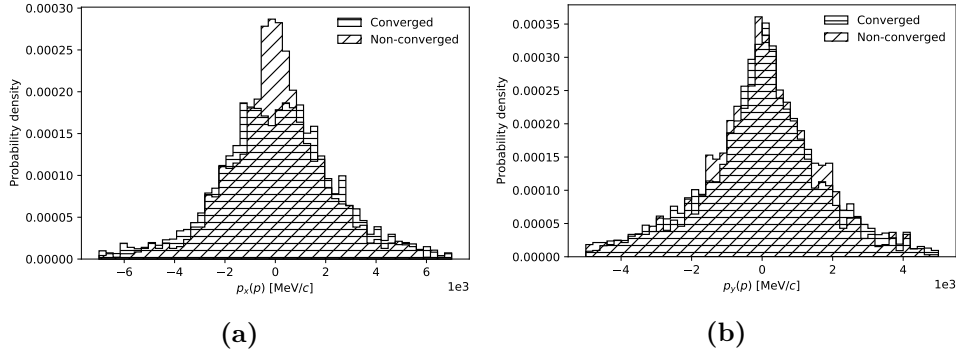 0.00030
0.00025
0.00020
0.00015
0.00010
0.00005
0.00000
Probability density
Converged
Non-converged
−6 −4 −2 0 2 4 6
1e3
pₓ(p) [MeV/c]
(a)
0.00035
0.00030
0.00025
0.00020
0.00015
0.00010
0.00005
0.00000
Probability density
Converged
Non-converged
−4 −2 0 2 4
1e3
p_y(p) [MeV/c]
(b)